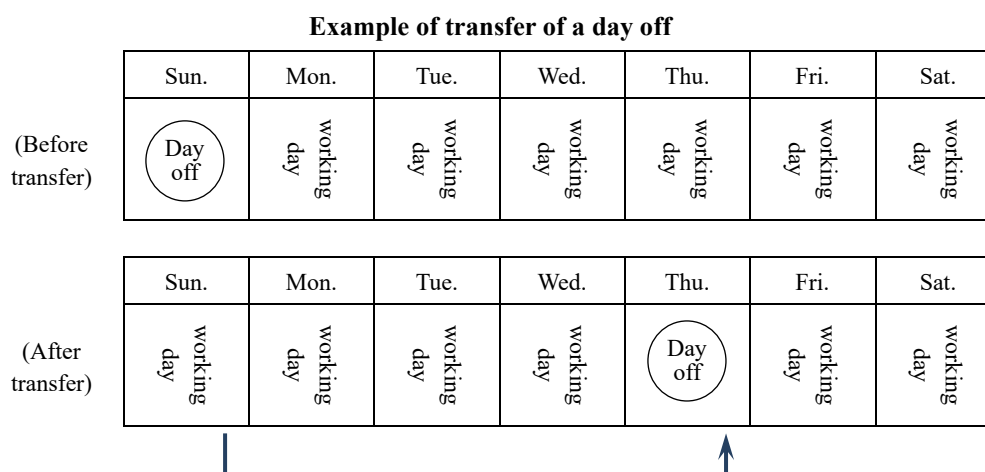 Example of transfer of a day off
Sun. Mon. Tue. Wed. Thu. Fri. Sat.
(Before
transfer)
Day
off
working
day
working
day
working
day
working
day
working
day
working
day
Sun. Mon. Tue. Wed. Thu. Fri. Sat.
(After
transfer)
working
day
working
day
working
day
working
day
Day
off
working
day
working
day